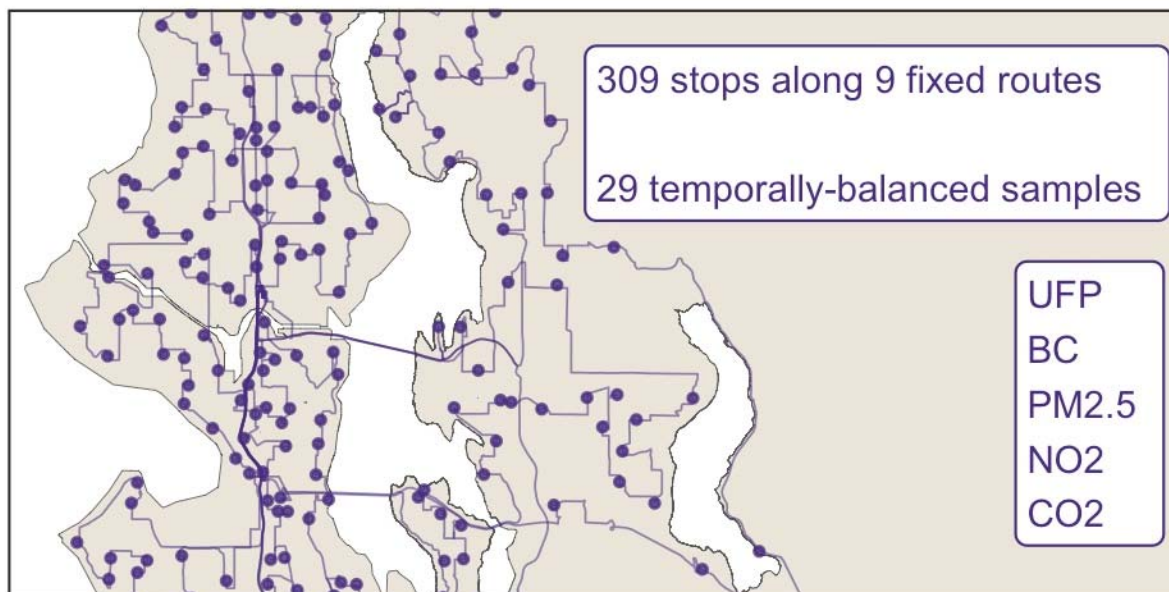 309 stops along 9 fixed routes
29 temporally-balanced samples
UFP
BC
PM2.5
NO2
CO2